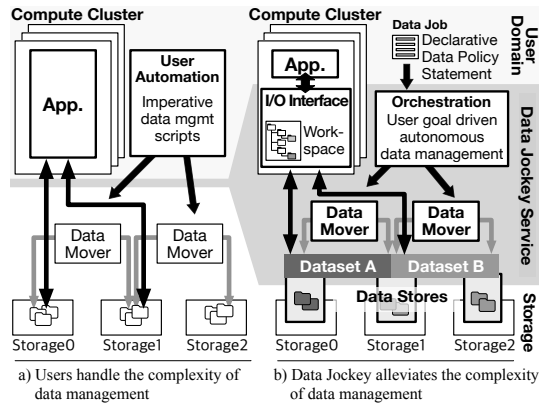 Compute Cluster
App.
User
Automation
Imperative
data mgmt
scripts
Data
Mover
Data
Mover
Storage0
Storage1
Storage2
a) Users handle the complexity of
data management
Compute Cluster
App.
I/O Interface
Work-
space
Data Job
Declarative
Data Policy
Statement
Orchestration
User goal driven
autonomous
data management
Data
Mover
Data
Mover
Dataset A
Dataset B
Data Stores
Storage0
Storage1
Storage2
User
Domain
Data Jockey Service
Storage
b) Data Jockey alleviates the complexity
of data management